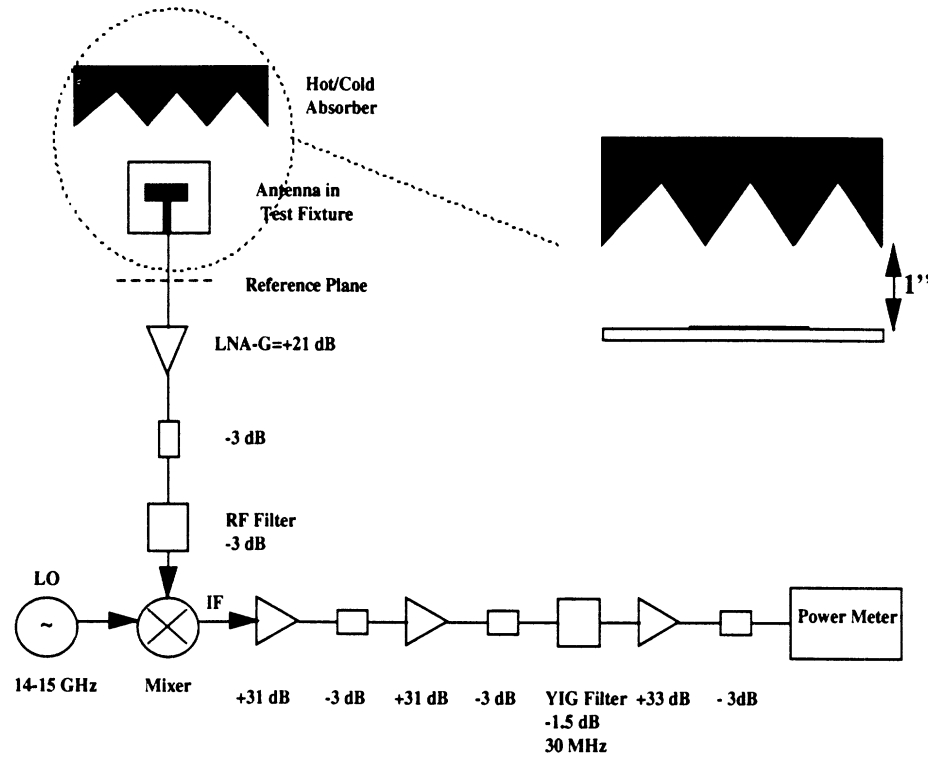 Hot/Cold
Absorber
Antenna in
Test Fixture
Reference Plane
1’’
LNA-G=+21 dB
-3 dB
RF Filter
-3 dB
LO
IF
~
Power Meter
14-15 GHz
Mixer
+31 dB
-3 dB
+31 dB
-3 dB
YIG Filter
-1.5 dB
30 MHz
+33 dB
- 3dB